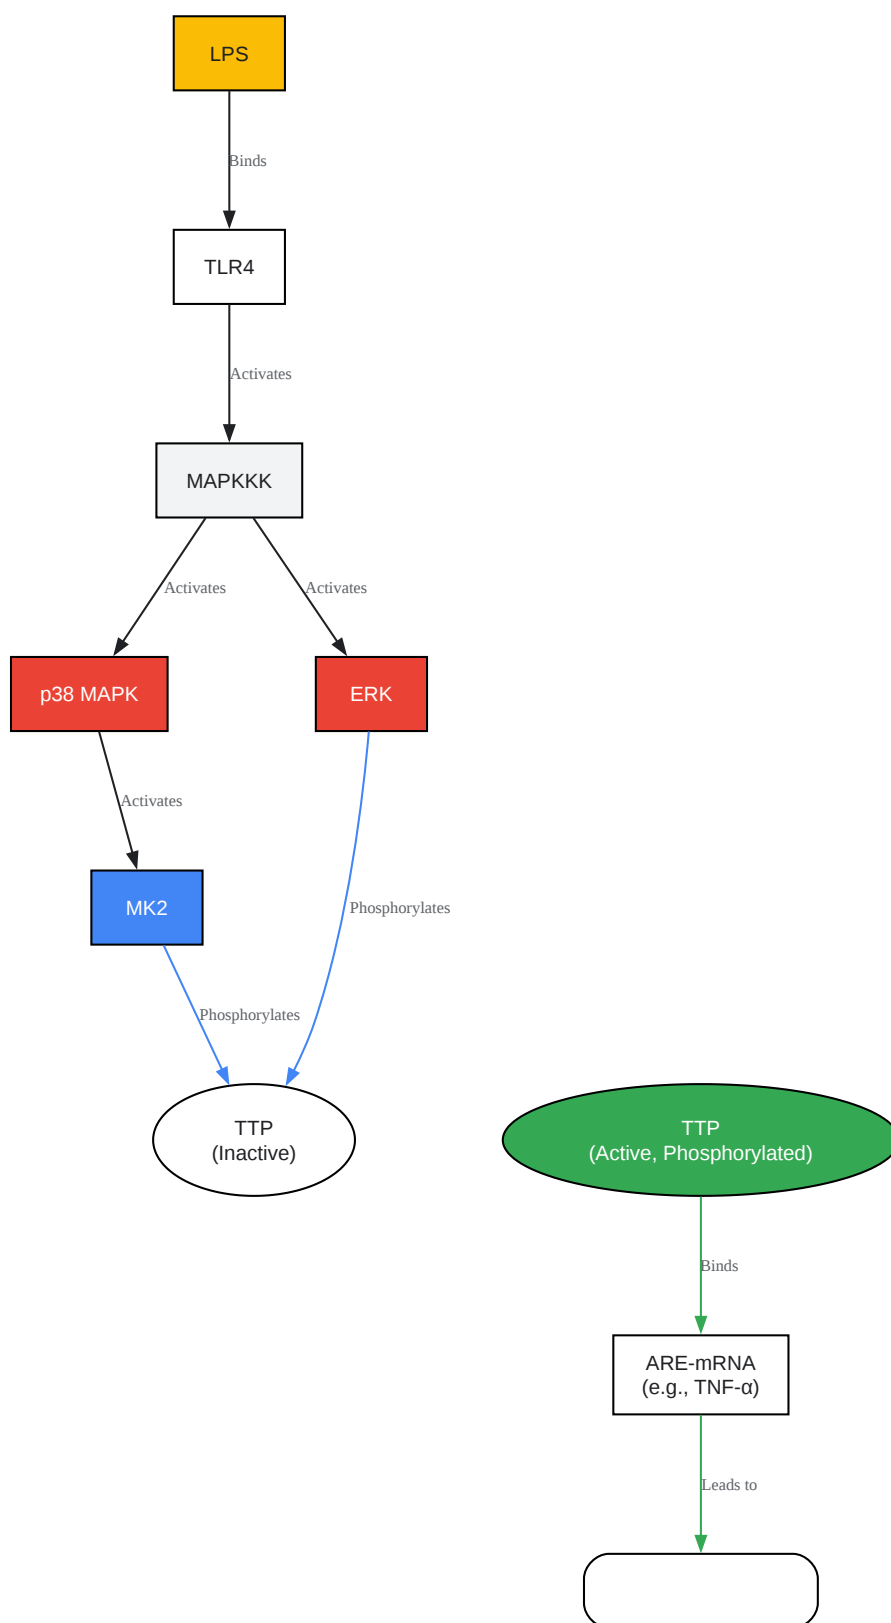 LPS
Binds
TLR4
Activates
MAPKKK
Activates
Activates
p38 MAPK
ERK
Activates
MK2
Phosphorylates
Phosphorylates
TTP
(Inactive)
TTP
(Active, Phosphorylated)
Binds
ARE-mRNA
(e.g., TNF-α)
Leads to